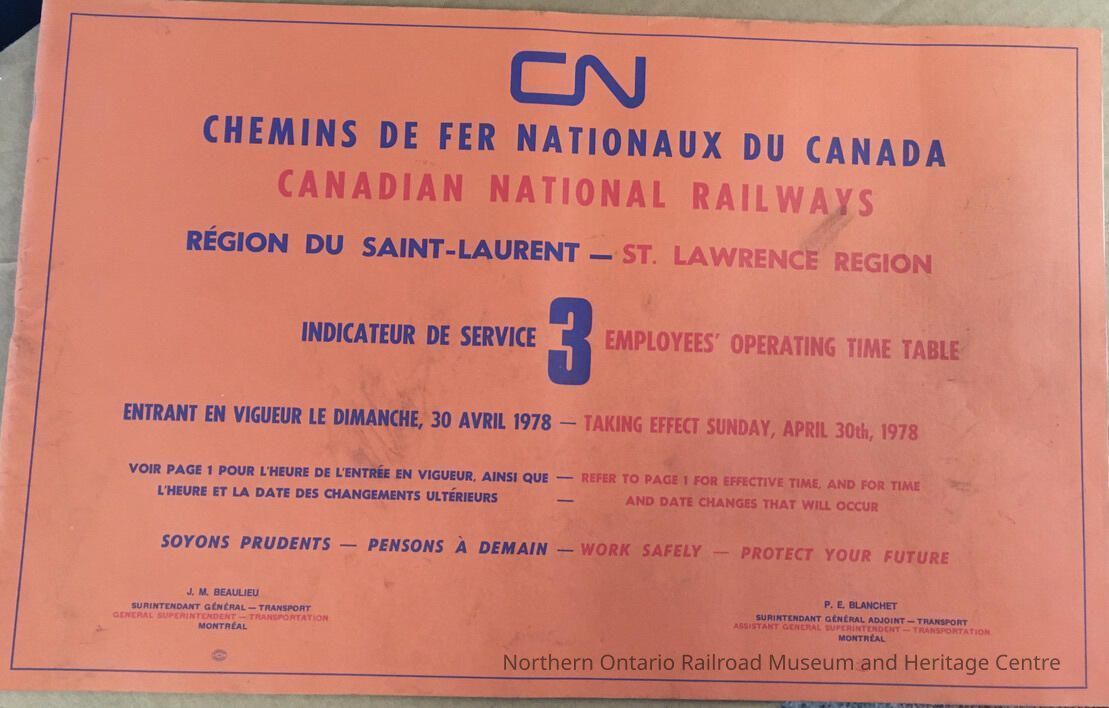 CN
CHEMINS DE FER NATIONAUX DU CANADA
CANADIAN NATIONAL RAILWAYS
RÉGION DU SAINT-LAURENT — ST. LAWRENCE REGION
INDICATEUR DE SERVICE 3 EMPLOYEES' OPERATING TIME TABLE
ENTRANT EN VIGUEUR LE DIMANCHE, 30 AVRIL 1978 — TAKING EFFECT SUNDAY, APRIL 30th, 1978
VOIR PAGE 1 POUR L'HEURE DE L'ENTRÉE EN VIGUEUR, AINSI QUE — REFER TO PAGE 1 FOR EFFECTIVE TIME, AND FOR TIME
L'HEURE ET LA DATE DES CHANGEMENTS ULTÉRIEURS — AND DATE CHANGES THAT WILL OCCUR
SOYONS PRUDENTS — PENSONS À DEMAIN — WORK SAFELY — PROTECT YOUR FUTURE
J. M. BEAULIEU
SURINTENDANT GÉNÉRAL — TRANSPORT
GENERAL SUPERINTENDENT — TRANSPORTATION
MONTRÉAL
P. E. BLANCHET
SURINTENDANT GÉNÉRAL ADJOINT — TRANSPORT
ASSISTANT GENERAL SUPERINTENDENT — TRANSPORTATION
MONTRÉAL
Northern Ontario Railroad Museum and Heritage Centre